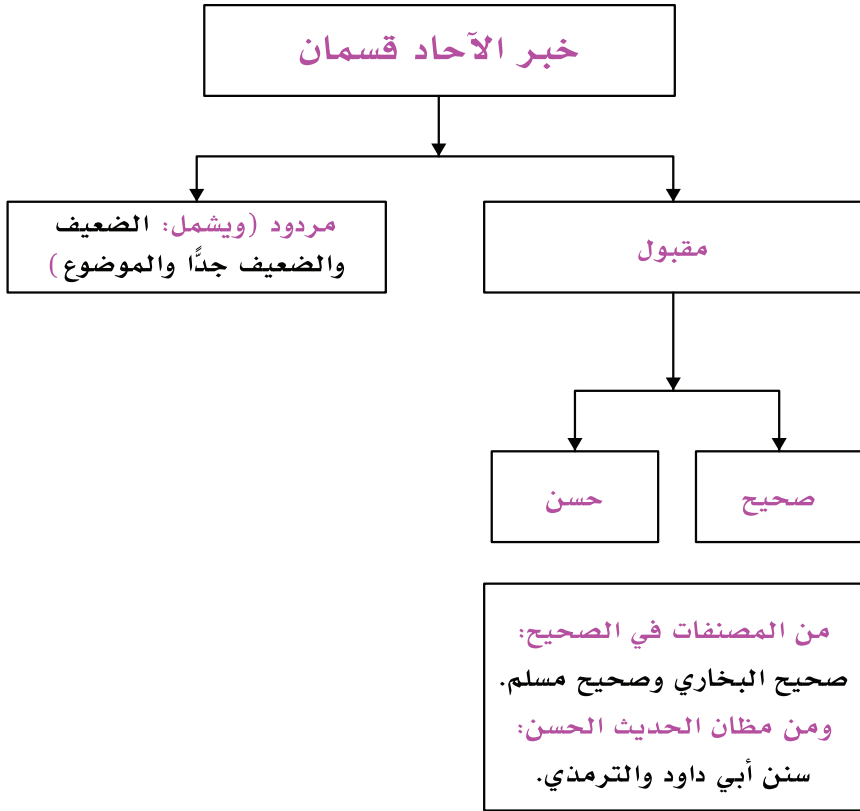 خبر الآحاد قسمان
مقبول
مردود (ويشمل: الضعيف
والضعيف جدًّا والموضوع)
صحيح
حسن
من المصنفات في الصحيح:
صحيح البخاري وصحيح مسلم.
ومن مظان الحديث الحسن:
سنن أبي داود والترمذي.